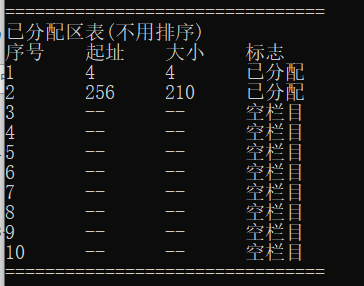 ================================
已分配区表(不用排序)
序号 起址 大小 标志
1 4 4 已分配
2 256 210 已分配
3 -- -- 空栏目
4 -- -- 空栏目
5 -- -- 空栏目
6 -- -- 空栏目
7 -- -- 空栏目
8 -- -- 空栏目
9 -- -- 空栏目
10 -- -- 空栏目
================================